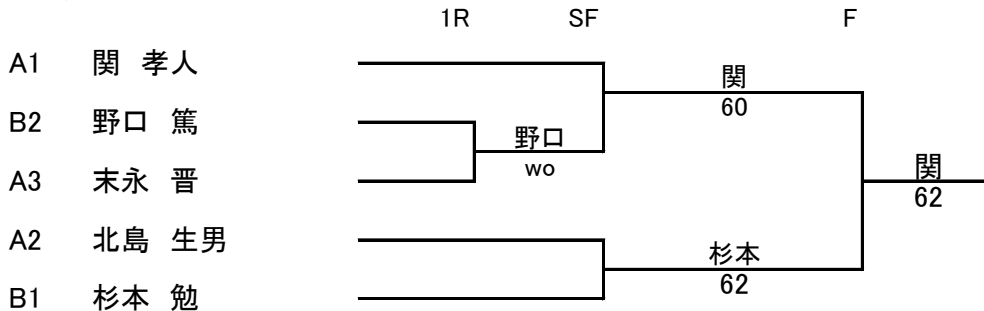 1R SF F
A1 関 孝人
関
60
B2 野口 篤
野口
wo
A3 末永 晋
関
62
A2 北島 生男
杉本
62
B1 杉本 勉